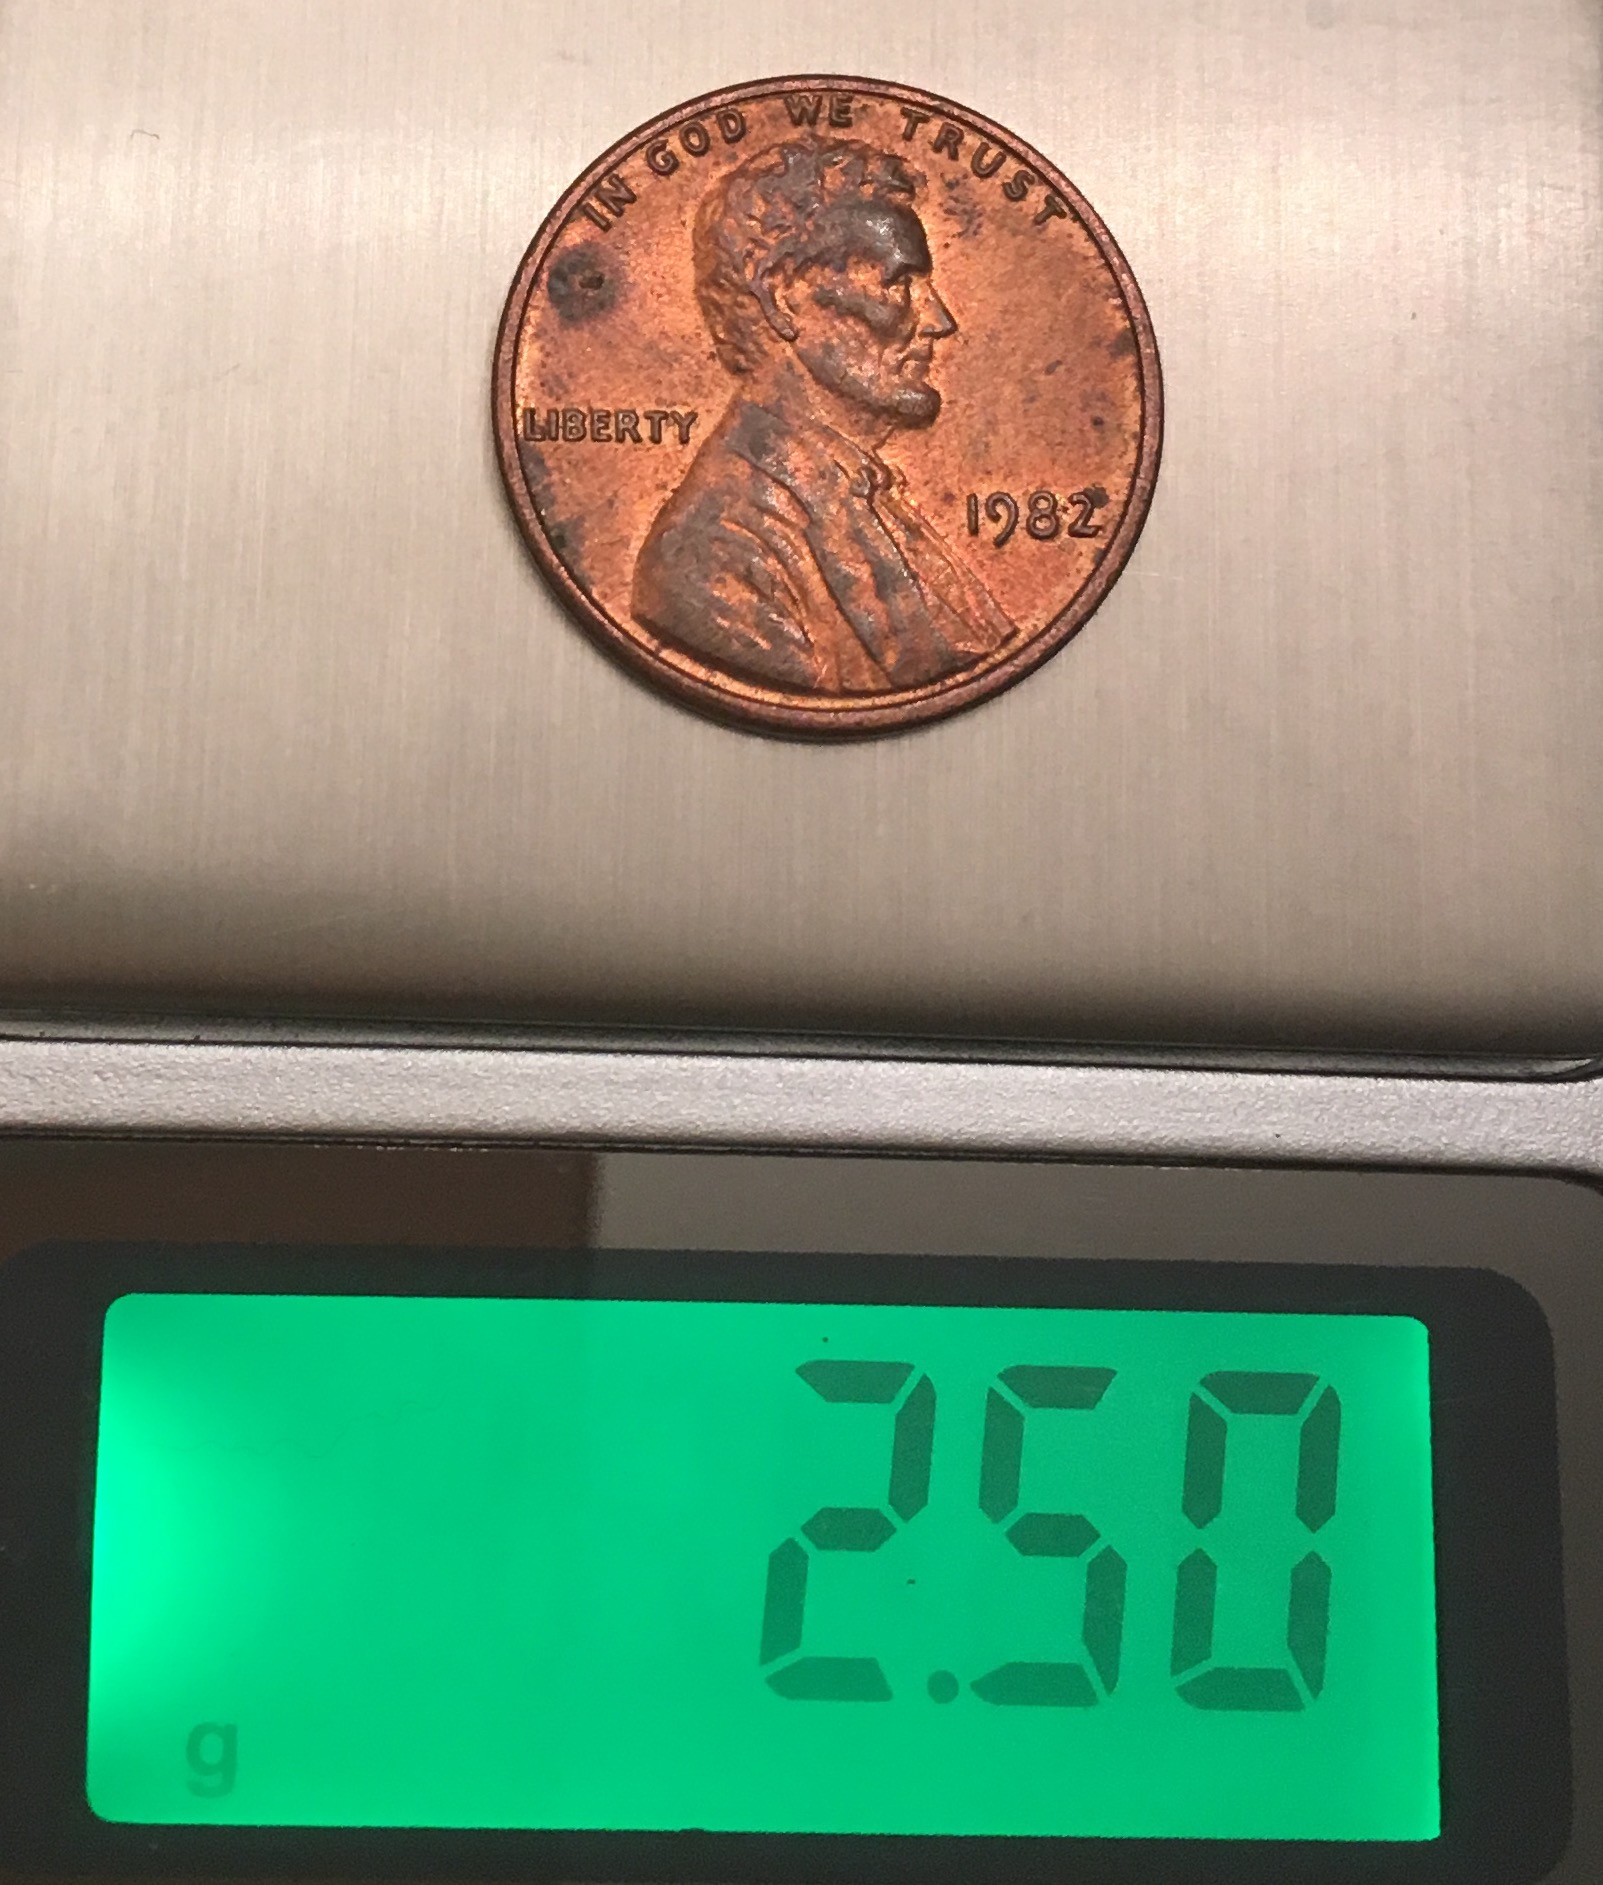 IN GOD WE TRUST
LIBERTY
1982
2.50
g